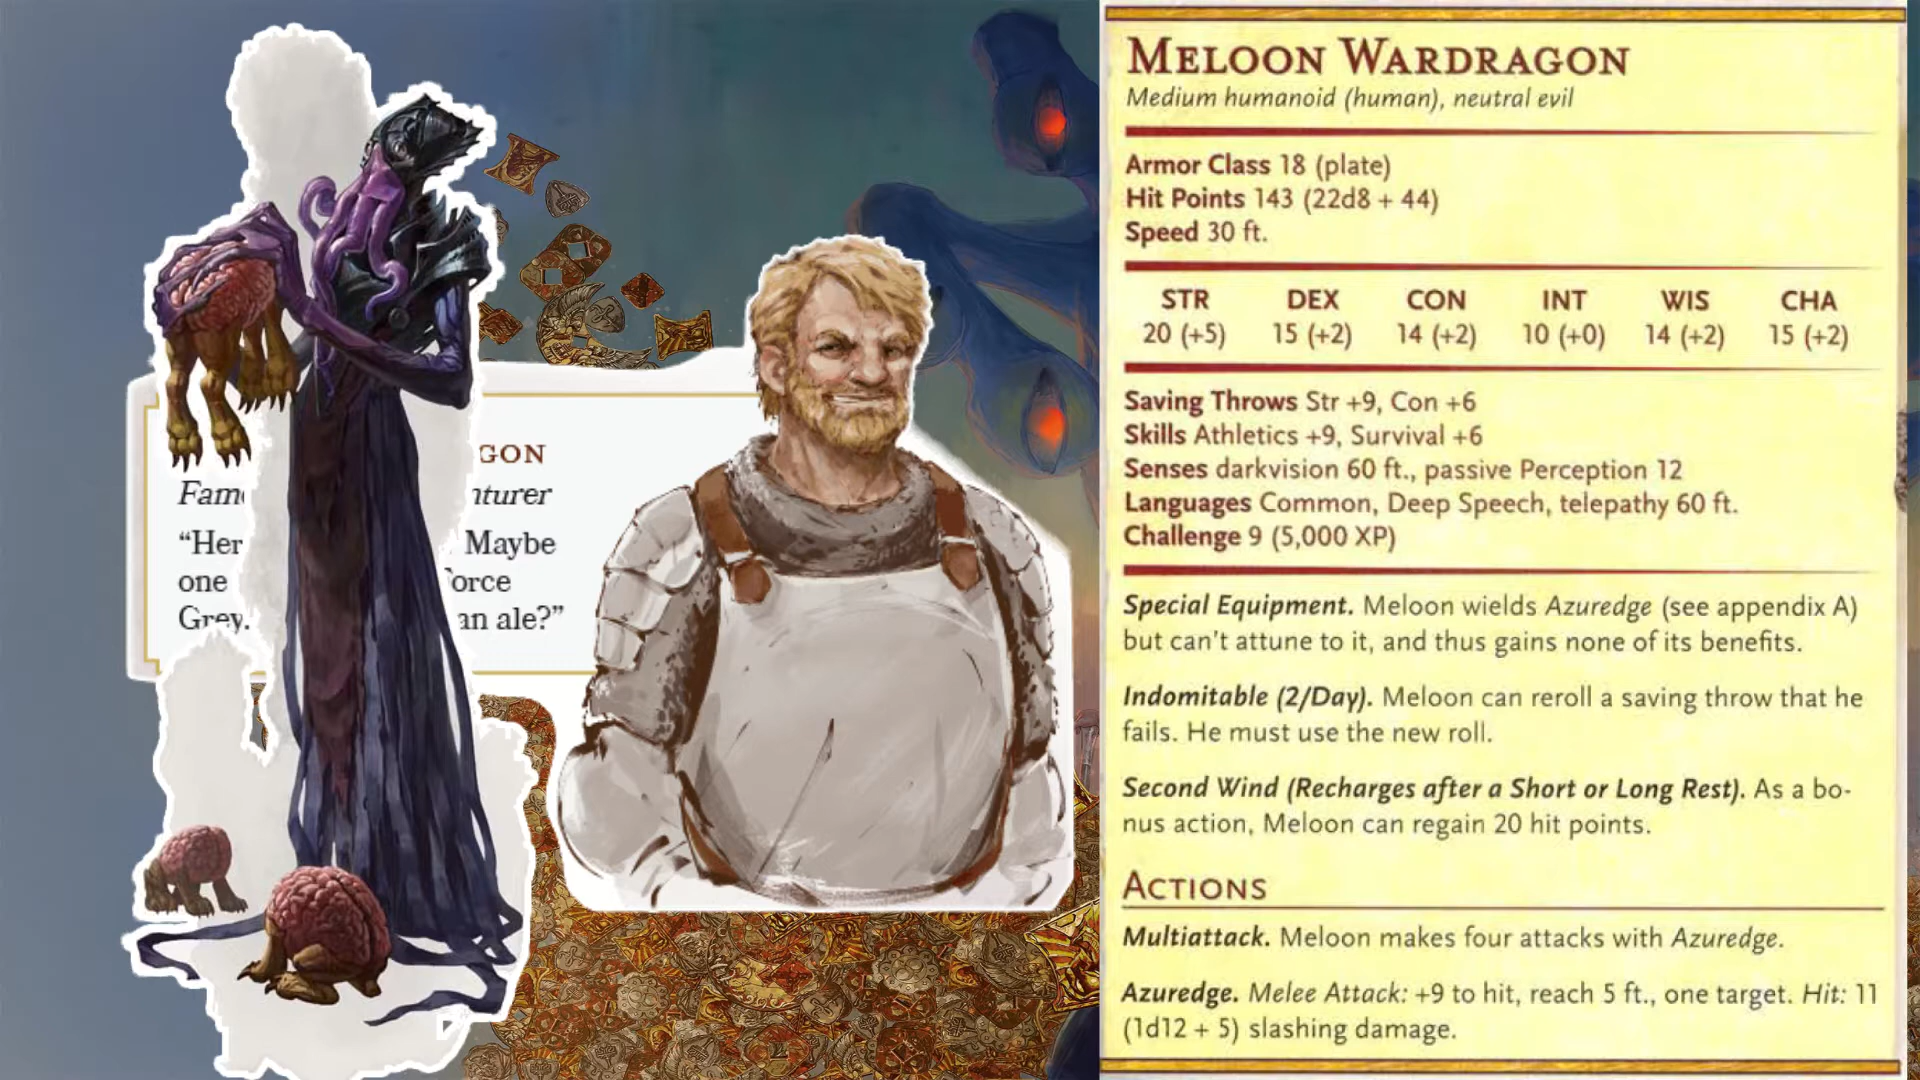 GON
Fam
nturer
“Her
Maybe
one
orce
Grey.
an ale?”
MELOON WARDRAGON
Medium humanoid (human), neutral evil
Armor Class 18 (plate)
Hit Points 143 (22d8 + 44)
Speed 30 ft.
STR DEX CON INT WIS CHA
20 (+5) 15 (+2) 14 (+2) 10 (+0) 14 (+2) 15 (+2)
Saving Throws Str +9, Con +6
Skills Athletics +9, Survival +6
Senses darkvision 60 ft., passive Perception 12
Languages Common, Deep Speech, telepathy 60 ft.
Challenge 9 (5,000 XP)
Special Equipment. Meloon wields Azuredge (see appendix A)
but can't attune to it, and thus gains none of its benefits.
Indomitable (2/Day). Meloon can reroll a saving throw that he
fails. He must use the new roll.
Second Wind (Recharges after a Short or Long Rest). As a bo-
nus action, Meloon can regain 20 hit points.
ACTIONS
Multiattack. Meloon makes four attacks with Azuredge.
Azuredge. Melee Attack: +9 to hit, reach 5 ft., one target. Hit: 11
(1d12 + 5) slashing damage.